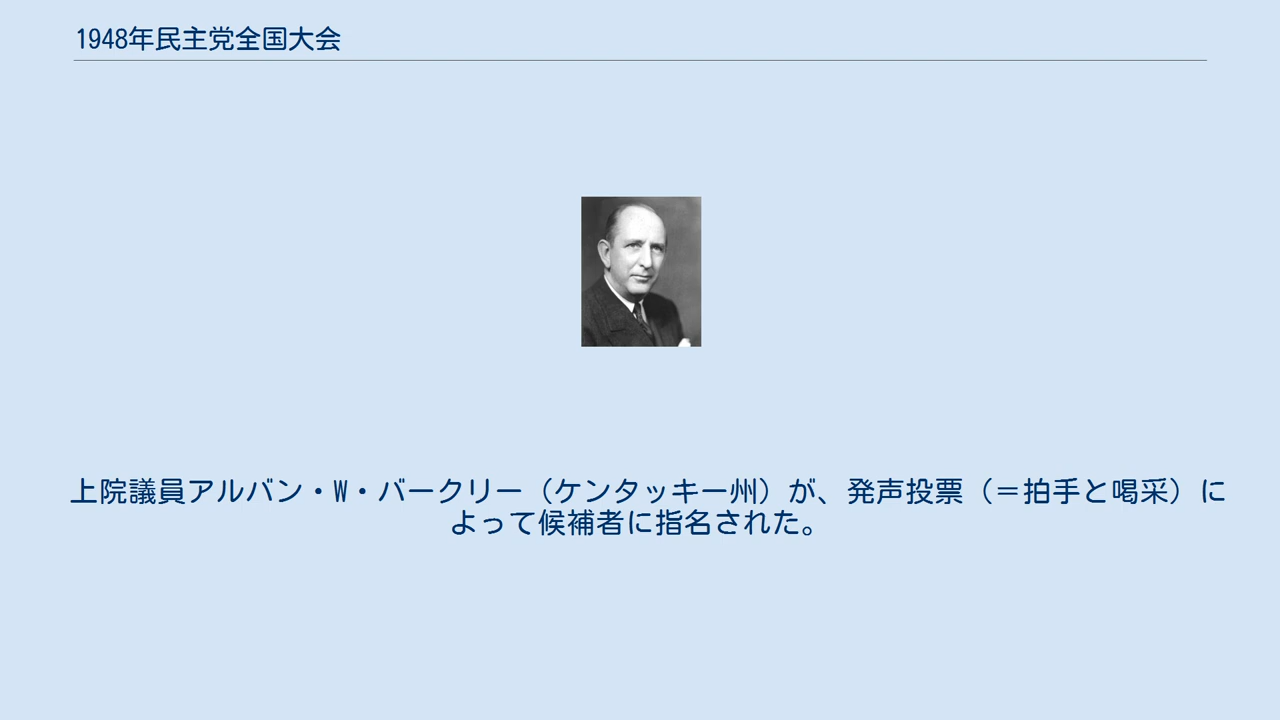 1948年民主党全国大会
上院議員アルバン・W・バークリー（ケンタッキー州）が、発声投票（＝拍手と喝采）に
よって候補者に指名された。